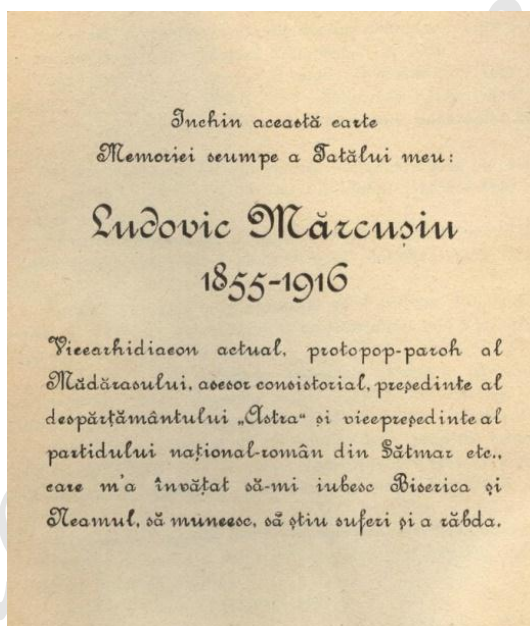 Inchin această carte
Memoriei scumpe a Tatălui meu:
Ludovic Mărcușiu
1855-1916
Vicearhidiacon actual, protopop-paroh al
Mădărasului, asesor consistorial, președinte al
despărțământului „Astra“ și vicepreședinte al
partidului național-român din Sătmar etc.,
care m'a învățat să-mi iubesc Biserica și
Neamul, să muncesc, să știu suferi și a răbda.